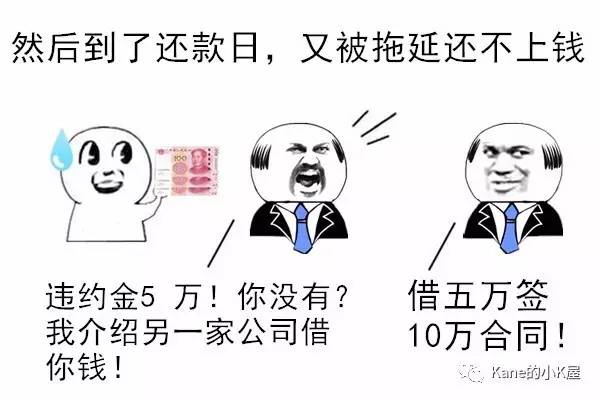 然后到了还款日，又被拖延还不上钱
100
违约金5 万！你没有？
我介绍另一家公司借
你钱！
借五万签
10万合同！
Kane的小K屋